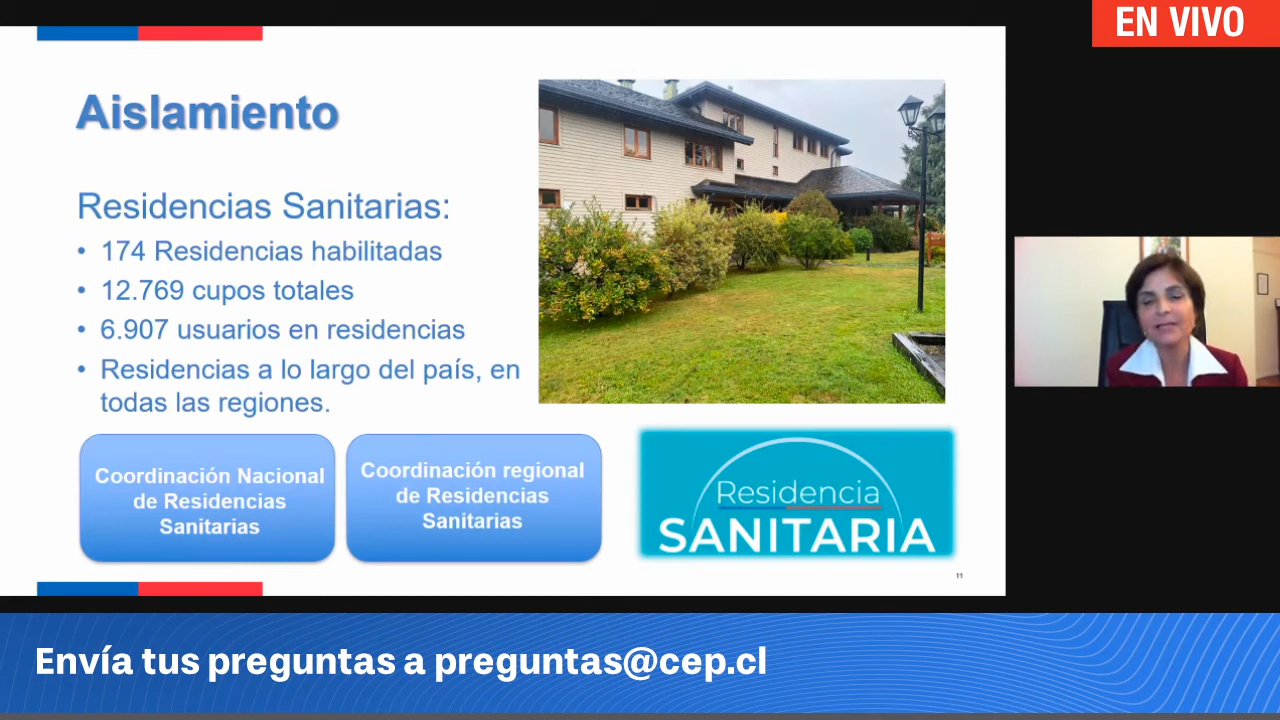 EN VIVO
Aislamiento
Residencias Sanitarias:
• 174 Residencias habilitadas
• 12.769 cupos totales
• 6.907 usuarios en residencias
• Residencias a lo largo del país, en
todas las regiones.
Coordinación Nacional
de Residencias
Sanitarias
Coordinación regional
de Residencias
Sanitarias
Residencia
SANITARIA
11
Envía tus preguntas a preguntas@cep.cl